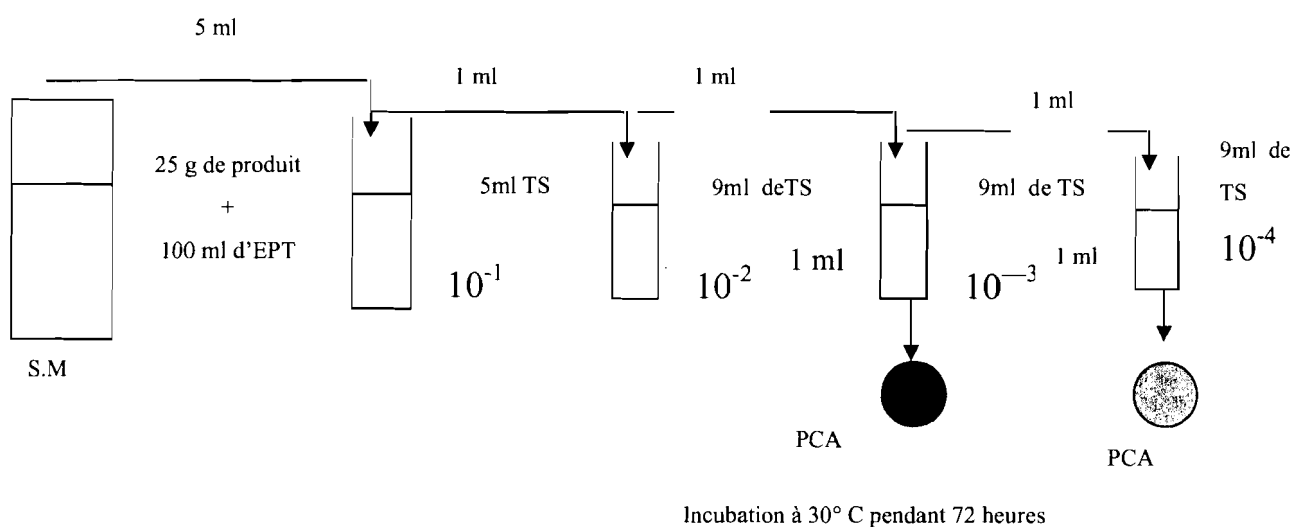 5 ml
1 ml
1 ml
1 ml
25 g de produit
+
100 ml d'EPT
5ml TS
9ml deTS
9ml de TS
9ml de
TS
10-1
10-2
1 ml
10—3
1 ml
10-4
S.M
PCA
PCA
Incubation à 30° C pendant 72 heures